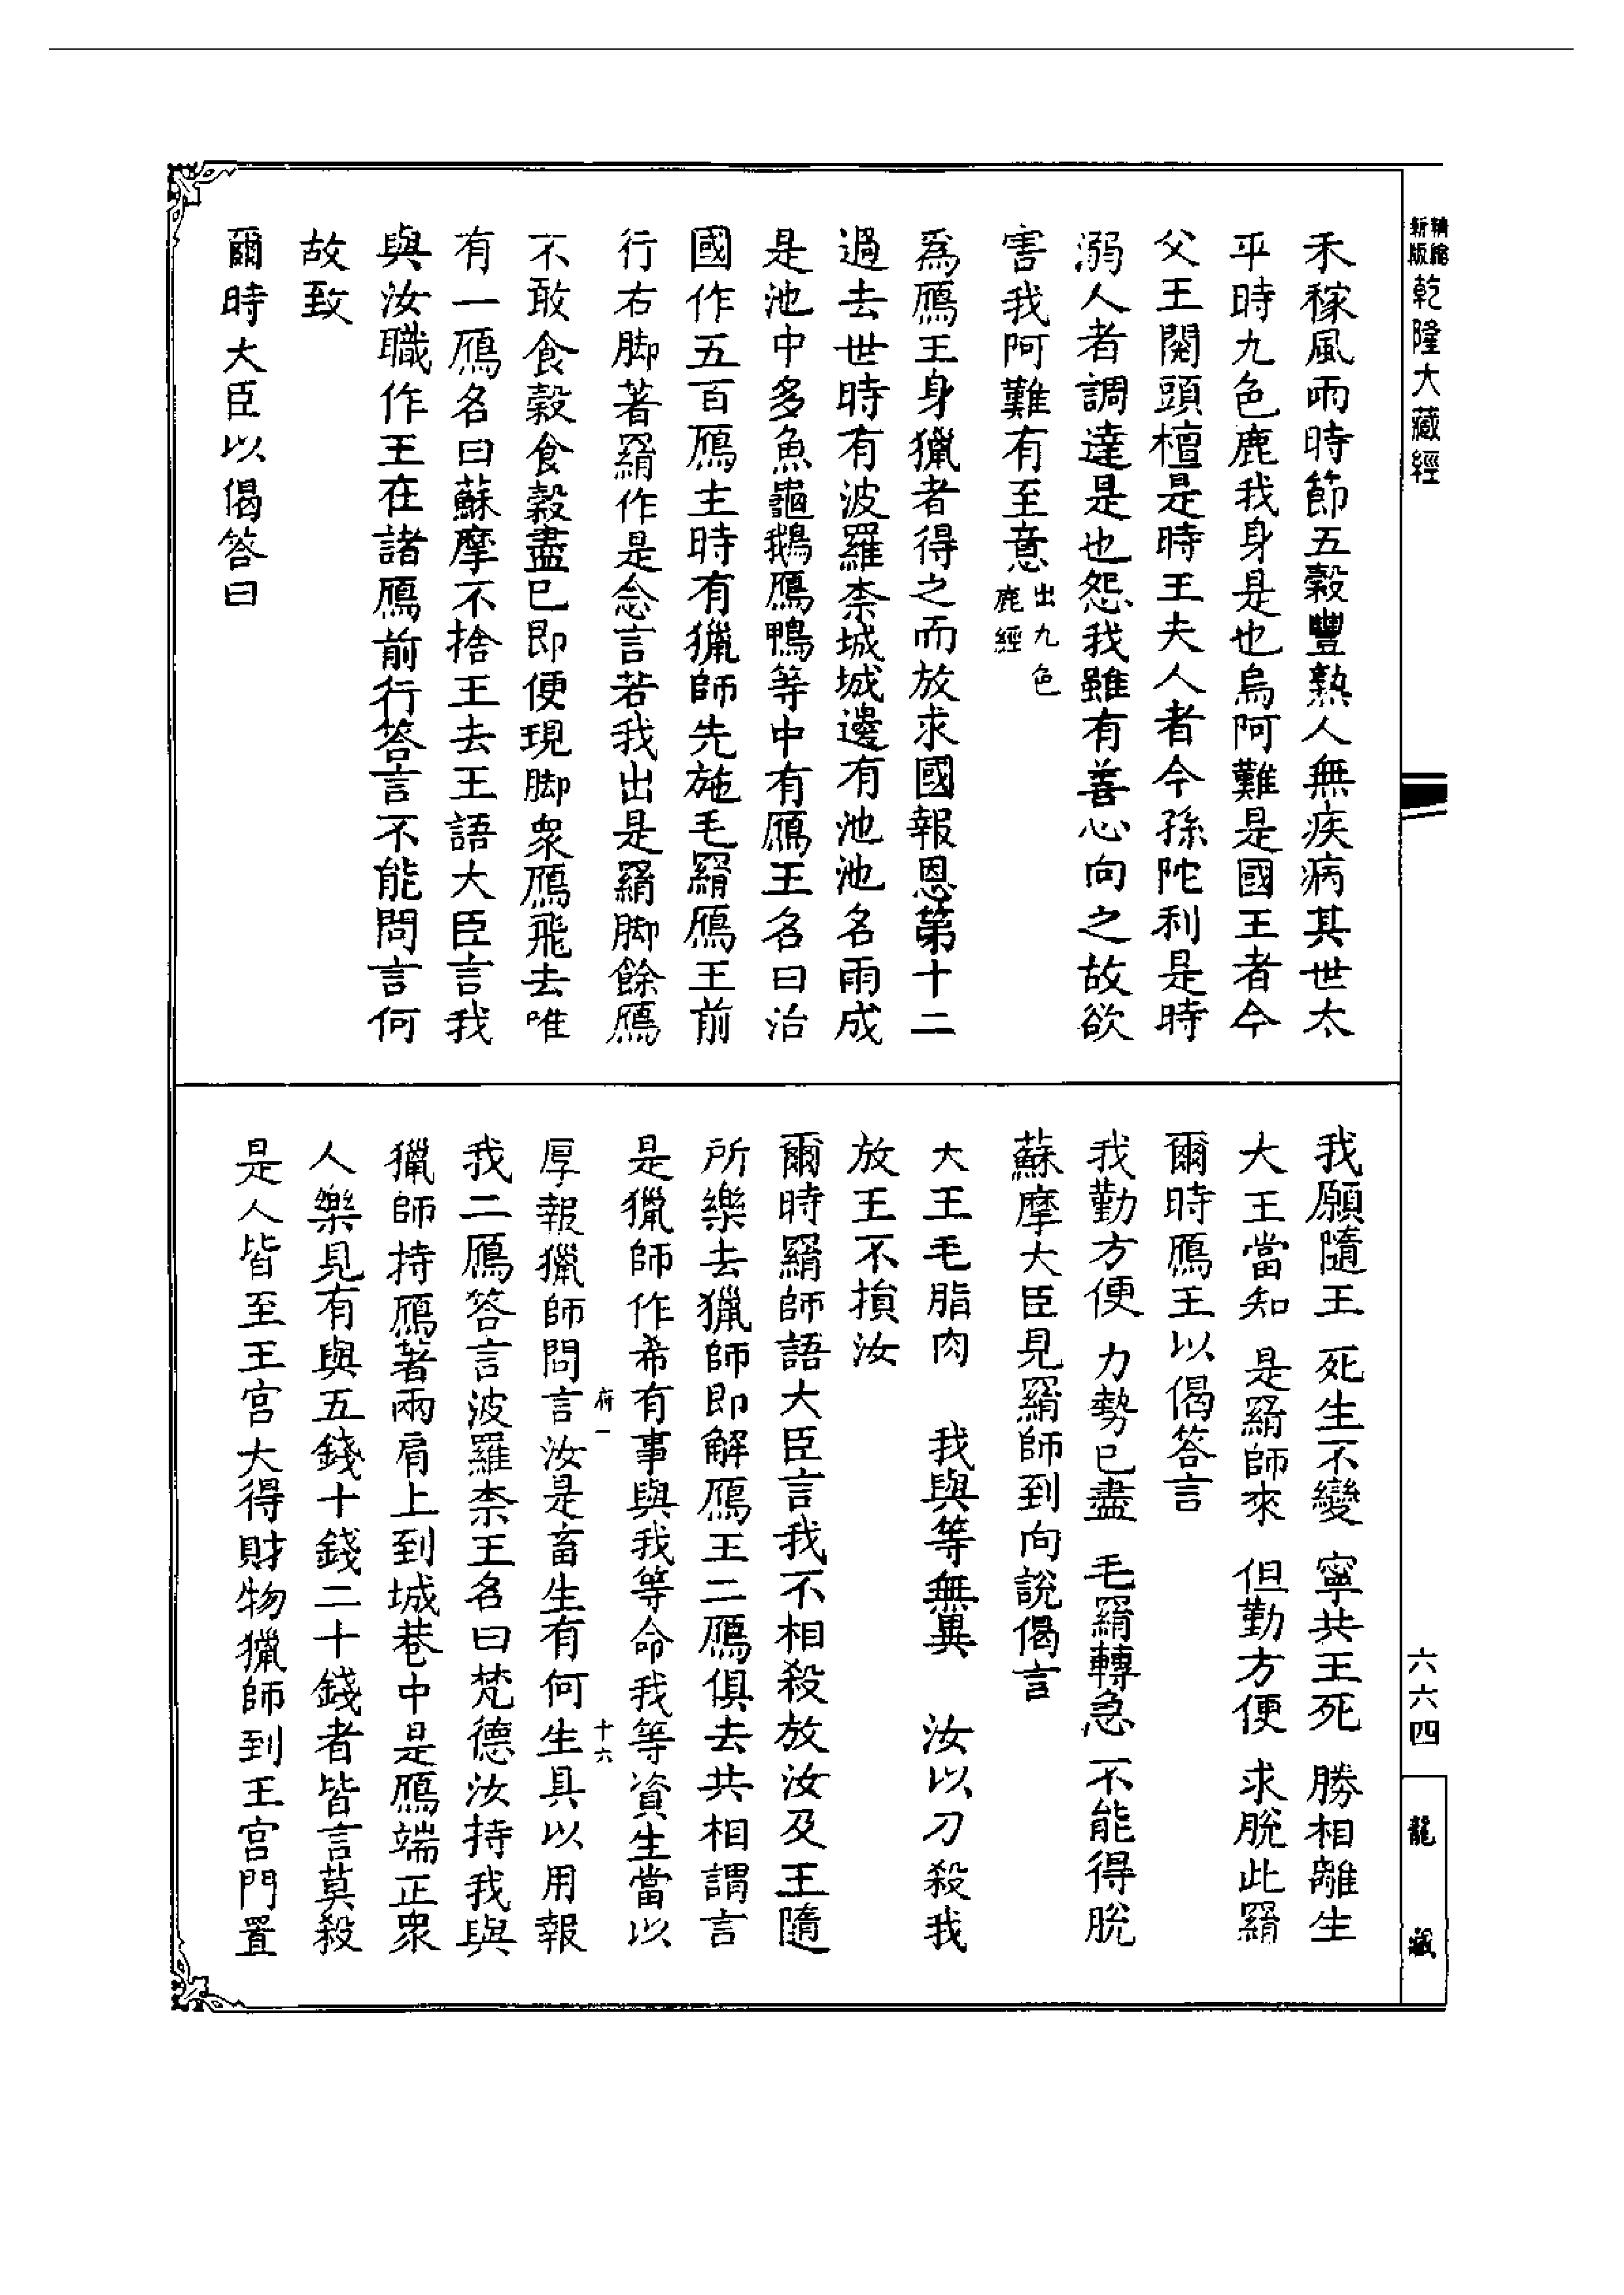 精縮新版乾隆大藏經
禾稼風雨時節五穀豐熟人無疾病其世太
平時九色鹿我身是也烏阿難是國王者今
父王閱頭檀是時王夫人者今孫陀利是時
溺人者調達是也怨我雖有善心向之故欲
害我阿難有至意出九色鹿經
為鴈王身獵者得之而放求國報恩第十二
過去世時有波羅柰城城邊有池池名雨成
是池中多魚龜鵝鴈鴨等中有鴈王名曰治
國作五百鴈主時有獵師先施毛羂鴈王前
行右脚著羂作是念言若我出是羂脚餘鴈
不敢食穀食穀盡已即便現脚衆鴈飛去唯
有一鴈名曰蘇摩不捨王去王語大臣言我
與汝職作王在諸鴈前行答言不能問言何
故致
爾時大臣以偈答曰
我願隨王 死生不變 寧共王死 勝相離生
大王當知 是羂師來 但勤方便 求脫此羂
爾時鴈王以偈答言
我勤方便 力勢已盡 毛羂轉急 不能得脫
蘇摩大臣見羂師到向說偈言
大王毛脂肉 我與等無異 汝以刀殺我
放王不損汝
爾時羂師語大臣言我不相殺放汝及王隨
所樂去獵師即解鴈王二鴈俱去共相謂言
是獵師作希有事與我等命我等資生當以
府一 十六
厚報獵師問言汝是畜生有何生具以用報
我二鴈答言波羅柰王名曰梵德汝持我與
獵師持鴈著兩肩上到城巷中是鴈端正衆
人樂見有與五錢十錢二十錢者皆言莫殺
是人皆至王宮大得財物獵師到王宮門置
六六四
龍藏